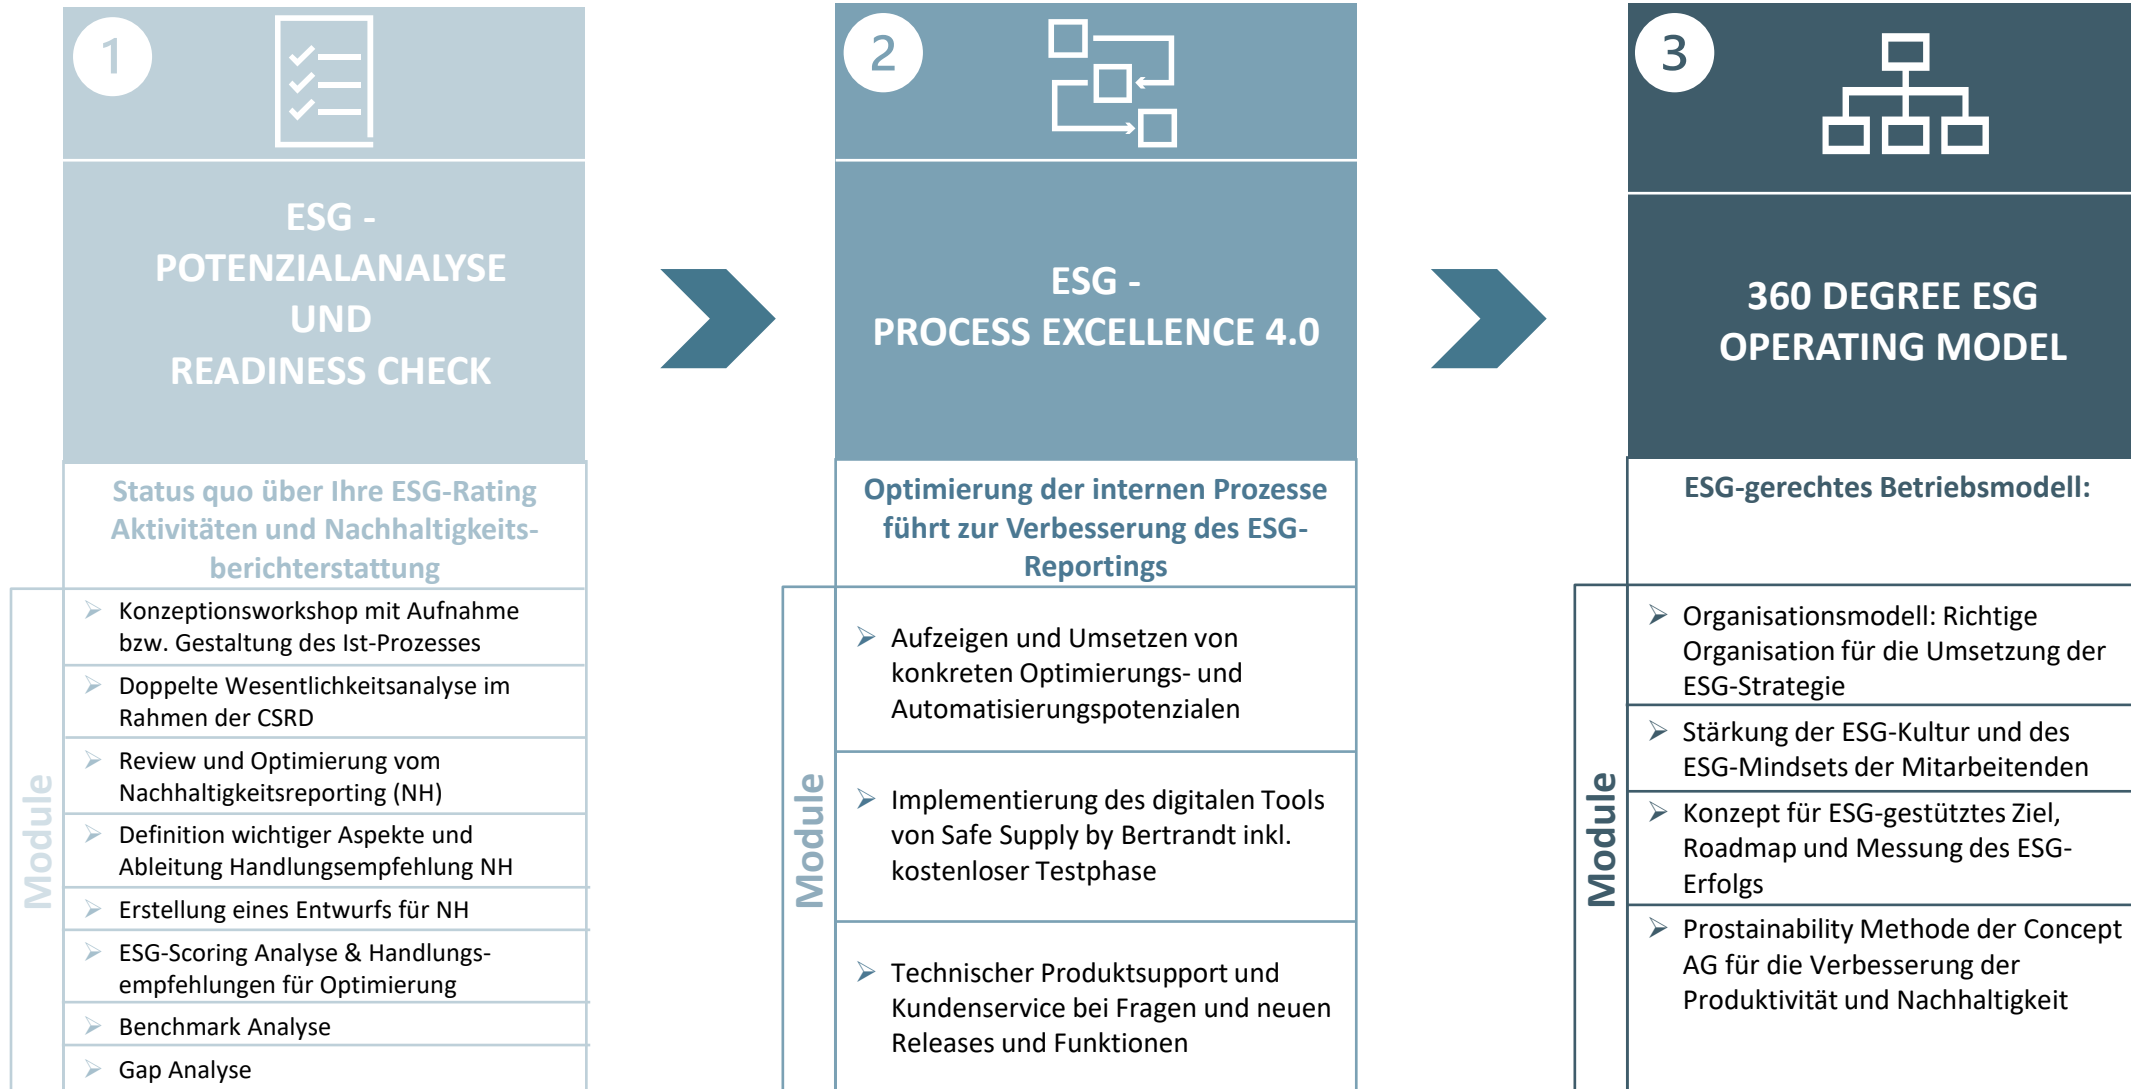 1
ESG -
POTENZIALANALYSE
UND
READINESS CHECK
Status quo über Ihre ESG-Rating
Aktivitäten und Nachhaltigkeits-
berichterstattung
Module
➢ Konzeptionsworkshop mit Aufnahme
bzw. Gestaltung des Ist-Prozesses
➢ Doppelte Wesentlichkeitsanalyse im
Rahmen der CSRD
➢ Review und Optimierung vom
Nachhaltigkeitsreporting (NH)
➢ Definition wichtiger Aspekte und
Ableitung Handlungsempfehlung NH
➢ Erstellung eines Entwurfs für NH
➢ ESG-Scoring Analyse & Handlungs-
empfehlungen für Optimierung
➢ Benchmark Analyse
➢ Gap Analyse
2
ESG -
PROCESS EXCELLENCE 4.0
Optimierung der internen Prozesse
führt zur Verbesserung des ESG-
Reportings
Module
➢ Aufzeigen und Umsetzen von
konkreten Optimierungs- und
Automatisierungspotenzialen
➢ Implementierung des digitalen Tools
von Safe Supply by Bertrandt inkl.
kostenloser Testphase
➢ Technischer Produktsupport und
Kundenservice bei Fragen und neuen
Releases und Funktionen
3
360 DEGREE ESG
OPERATING MODEL
ESG-gerechtes Betriebsmodell:
Module
➢ Organisationsmodell: Richtige
Organisation für die Umsetzung der
ESG-Strategie
➢ Stärkung der ESG-Kultur und des
ESG-Mindsets der Mitarbeitenden
➢ Konzept für ESG-gestütztes Ziel,
Roadmap und Messung des ESG-
Erfolgs
➢ Prostainability Methode der Concept
AG für die Verbesserung der
Produktivität und Nachhaltigkeit